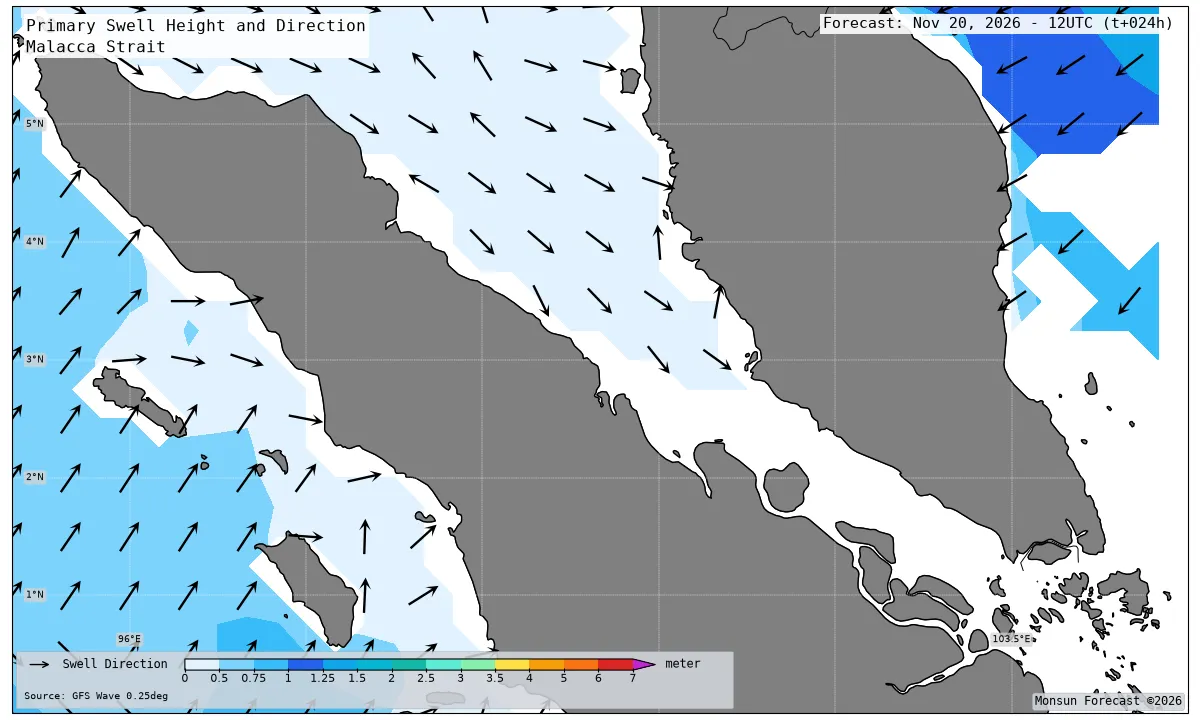 Primary Swell Height and Direction
Malacca Strait
Forecast: Nov 20, 2026 - 12UTC (t+024h)
5°N
4°N
3°N
2°N
1°N
96°E
103.5°E
Swell Direction
meter
0 0.5 0.75 1 1.25 1.5 2 2.5 3 3.5 4 5 6 7
Source: GFS Wave 0.25deg
Monsun Forecast ©2026